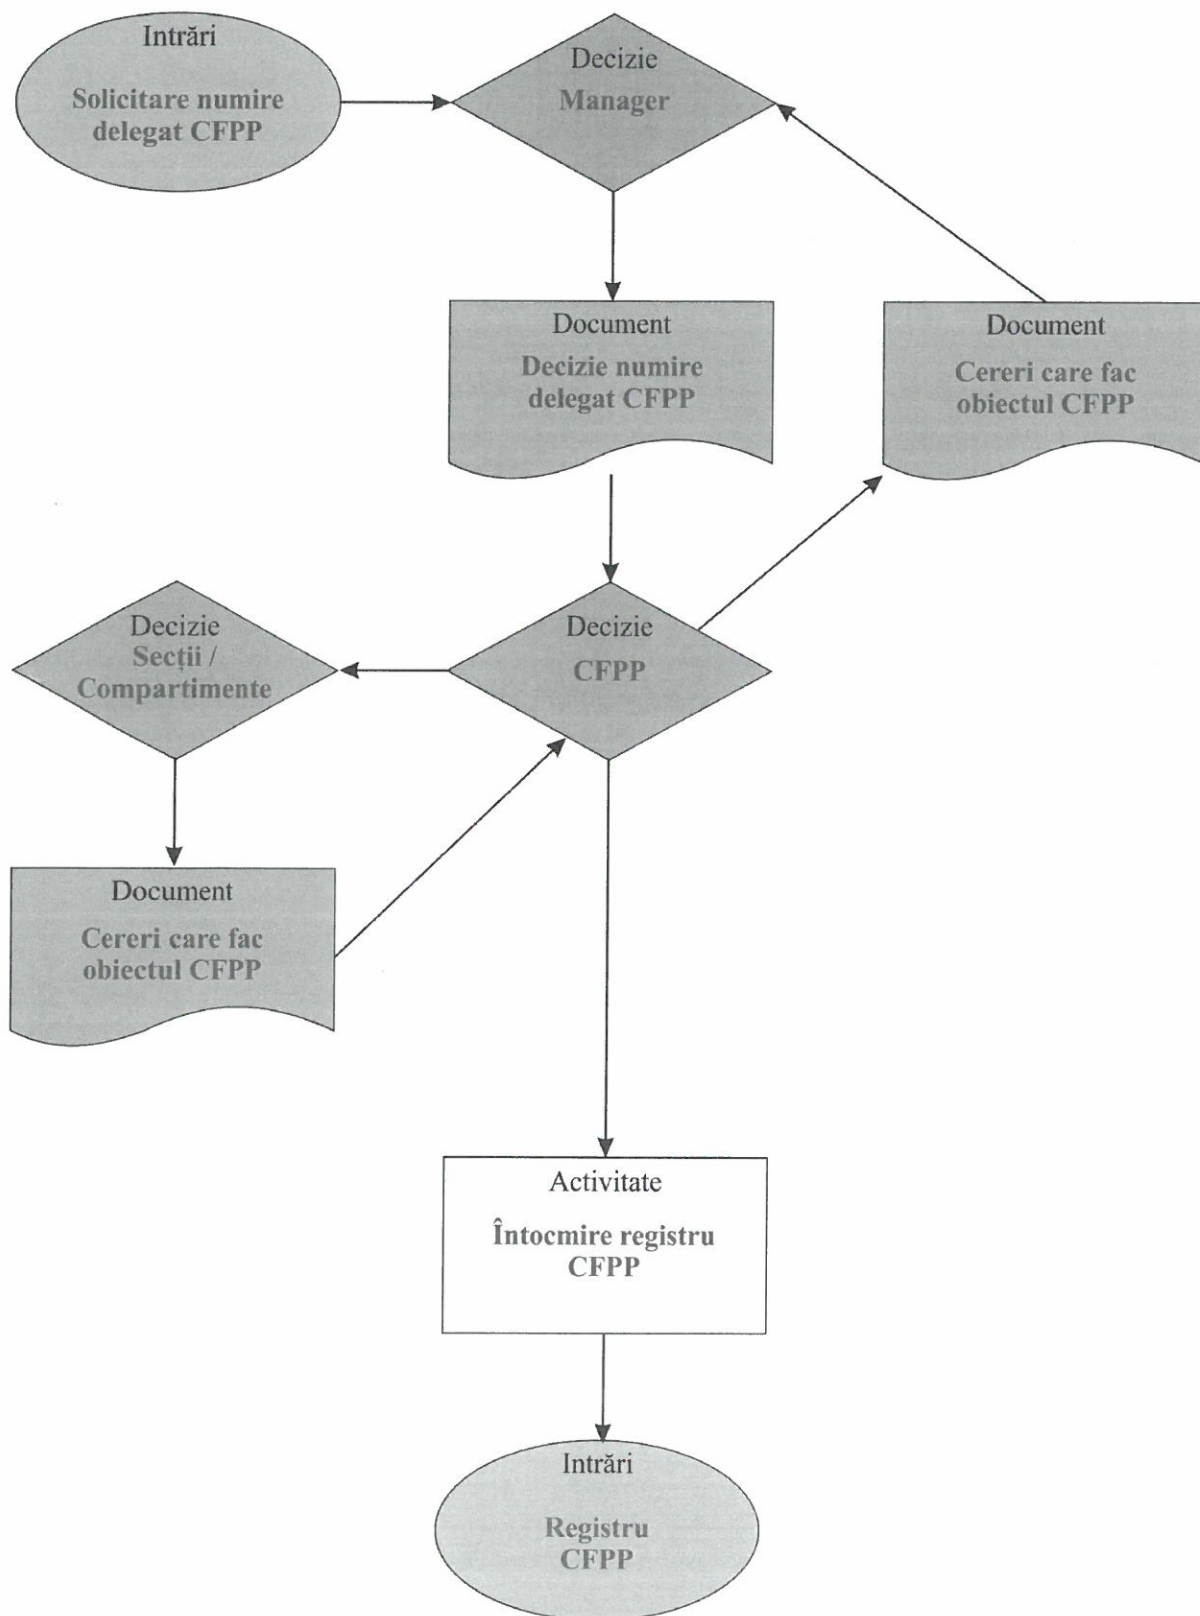 Intrări
Solicitare numire
delegat CFPP
Decizie
Manager
Document
Decizie numire
delegat CFPP
Document
Cereri care fac
obiectul CFPP
Decizie
Secții /
Compartimente
Decizie
CFPP
Document
Cereri care fac
obiectul CFPP
Activitate
Întocmire registru
CFPP
Intrări
Registru
CFPP